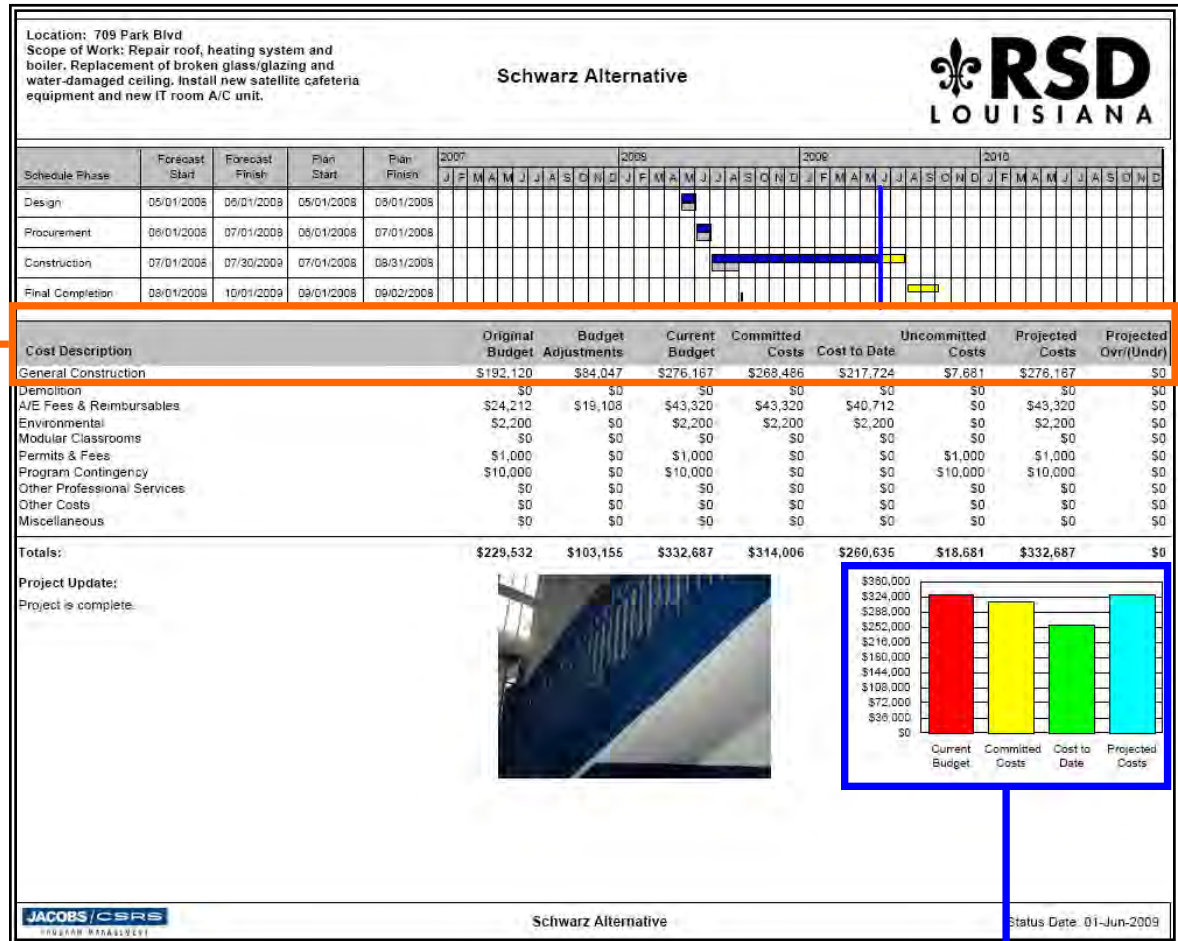 Location: 709 Park Blvd
Scope of Work: Repair roof, heating system and
boiler. Replacement of broken glass/glazing and
water-damaged ceiling. Install new satellite cafeteria
equipment and new IT room A/C unit.
Schwarz Alternative
RSD
LOUISIANA
Schedule Phase Forecast Start Forecast Finish Plan Start Plan Finish 2007 2008 2009 2010
J F M A M J J A S O N D J F M A M J J A S O N D J F M A M J J A S O N D J F M A M J J A S O N D
Design 05/01/2008 06/01/2008 05/01/2008 06/01/2008
Procurement 06/01/2008 07/01/2008 06/01/2008 07/01/2008
Construction 07/01/2008 07/30/2009 07/01/2008 08/31/2008
Final Completion 08/01/2009 10/01/2009 09/01/2008 09/02/2008
Cost Description Original Budget Budget Adjustments Current Budget Committed Costs Cost to Date Uncommitted Costs Projected Costs Projected Ovr/(Undr)
General Construction $192,120 $84,047 $276,167 $268,486 $217,724 $7,681 $276,167 $0
Demolition $0 $0 $0 $0 $0 $0 $0 $0
A/E Fees & Reimbursables $24,212 $19,108 $43,320 $43,320 $40,712 $0 $43,320 $0
Environmental $2,200 $0 $2,200 $2,200 $2,200 $0 $2,200 $0
Modular Classrooms $0 $0 $0 $0 $0 $0 $0 $0
Permits & Fees $1,000 $0 $1,000 $0 $0 $1,000 $1,000 $0
Program Contingency $10,000 $0 $10,000 $0 $0 $10,000 $10,000 $0
Other Professional Services $0 $0 $0 $0 $0 $0 $0 $0
Other Costs $0 $0 $0 $0 $0 $0 $0 $0
Miscellaneous $0 $0 $0 $0 $0 $0 $0 $0
Totals: $229,532 $103,155 $332,687 $314,006 $260,635 $18,681 $332,687 $0
Project Update:
Project is complete.
$360,000
$324,000
$288,000
$252,000
$216,000
$180,000
$144,000
$108,000
$72,000
$36,000
$0
Current Budget Committed Costs Cost to Date Projected Costs
JACOBS/CSRS
PROGRAM MANAGEMENT
Schwarz Alternative
Status Date: 01-Jun-2009